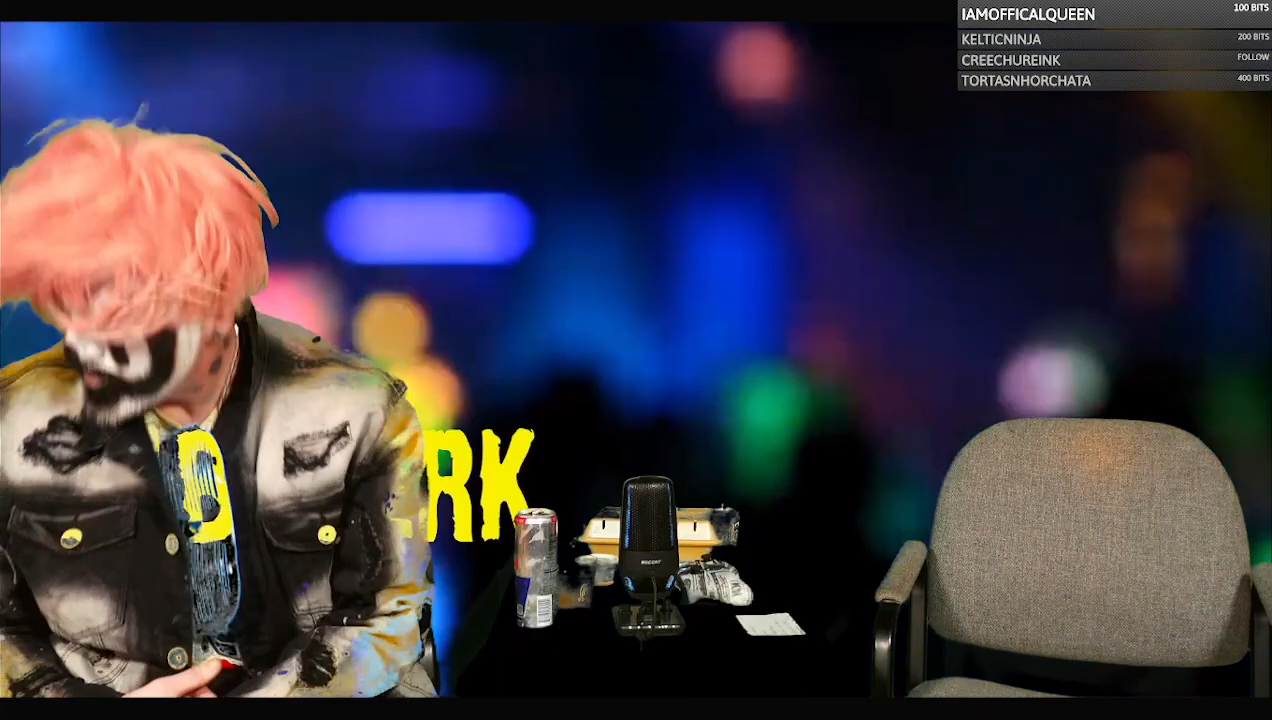 IAMOFFICALQUEEN 100 BITS
KELTICNINJA 200 BITS
CREECHUREINK FOLLOW
TORTASNHORCHATA 400 BITS
D RK